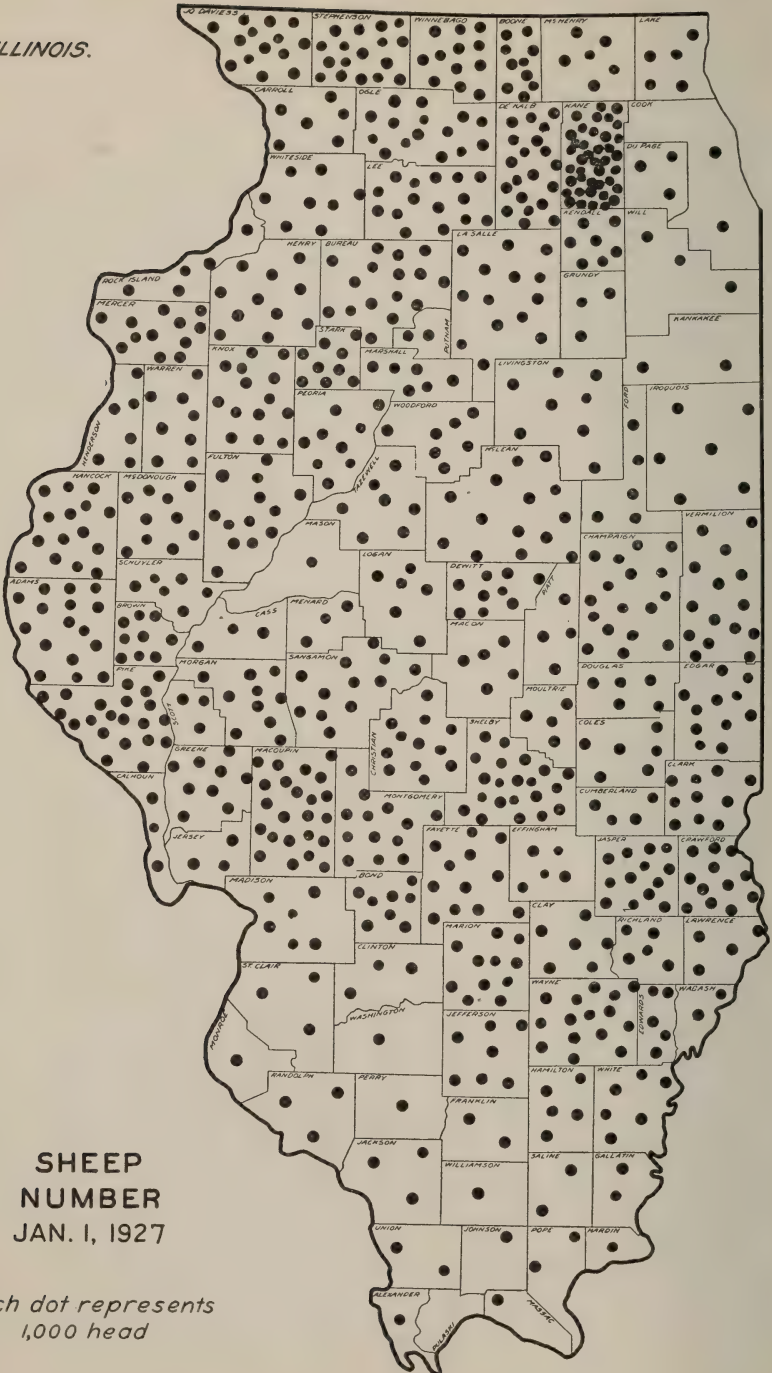 ILLINOIS.
JO DAVIESS
STEPHENSON
WINNEBAGO
BOONE
McHENRY
LAKE
CARROLL
OGLE
DE KALB
KANE
COOK
DU PAGE
WHITESIDE
LEE
KENDALL
WILL
LA SALLE
HENRY
BUREAU
ROCK ISLAND
GRUNDY
MERCER
PUTNAM
KANKAKEE
STARK
KNOX
MARSHALL
WARREN
LIVINGSTON
PEORIA
FORD
IROQUOIS
HENDERSON
WOODFORD
FULTON
McLEAN
TAZEWELL
HANCOCK
McDONOUGH
VERMILION
MASON
CHAMPAIGN
LOGAN
SCHUYLER
DEWITT
PIATT
ADAMS
BROWN
CASS
MENARD
MACON
PIKE
MORGAN
SANGAMON
DOUGLAS
EDGAR
MOULTRIE
SCOTT
SHELBY
COLES
CHRISTIAN
GREENE
MACOUPIN
CLARK
CALHOUN
CUMBERLAND
MONTGOMERY
FAYETTE
EFFINGHAM
JERSEY
JASPER
CRAWFORD
MADISON
BOND
CLAY
MARION
RICHLAND
LAWRENCE
CLINTON
ST. CLAIR
WAYNE
EDWARDS
WABASH
WASHINGTON
JEFFERSON
MONROE
HAMILTON
WHITE
RANDOLPH
PERRY
FRANKLIN
JACKSON
SALINE
GALLATIN
WILLIAMSON
UNION
JOHNSON
POPE
HARDIN
ALEXANDER
PULASKI
MASSAC
SHEEP
NUMBER
JAN. 1, 1927
ch dot represents
1,000 head